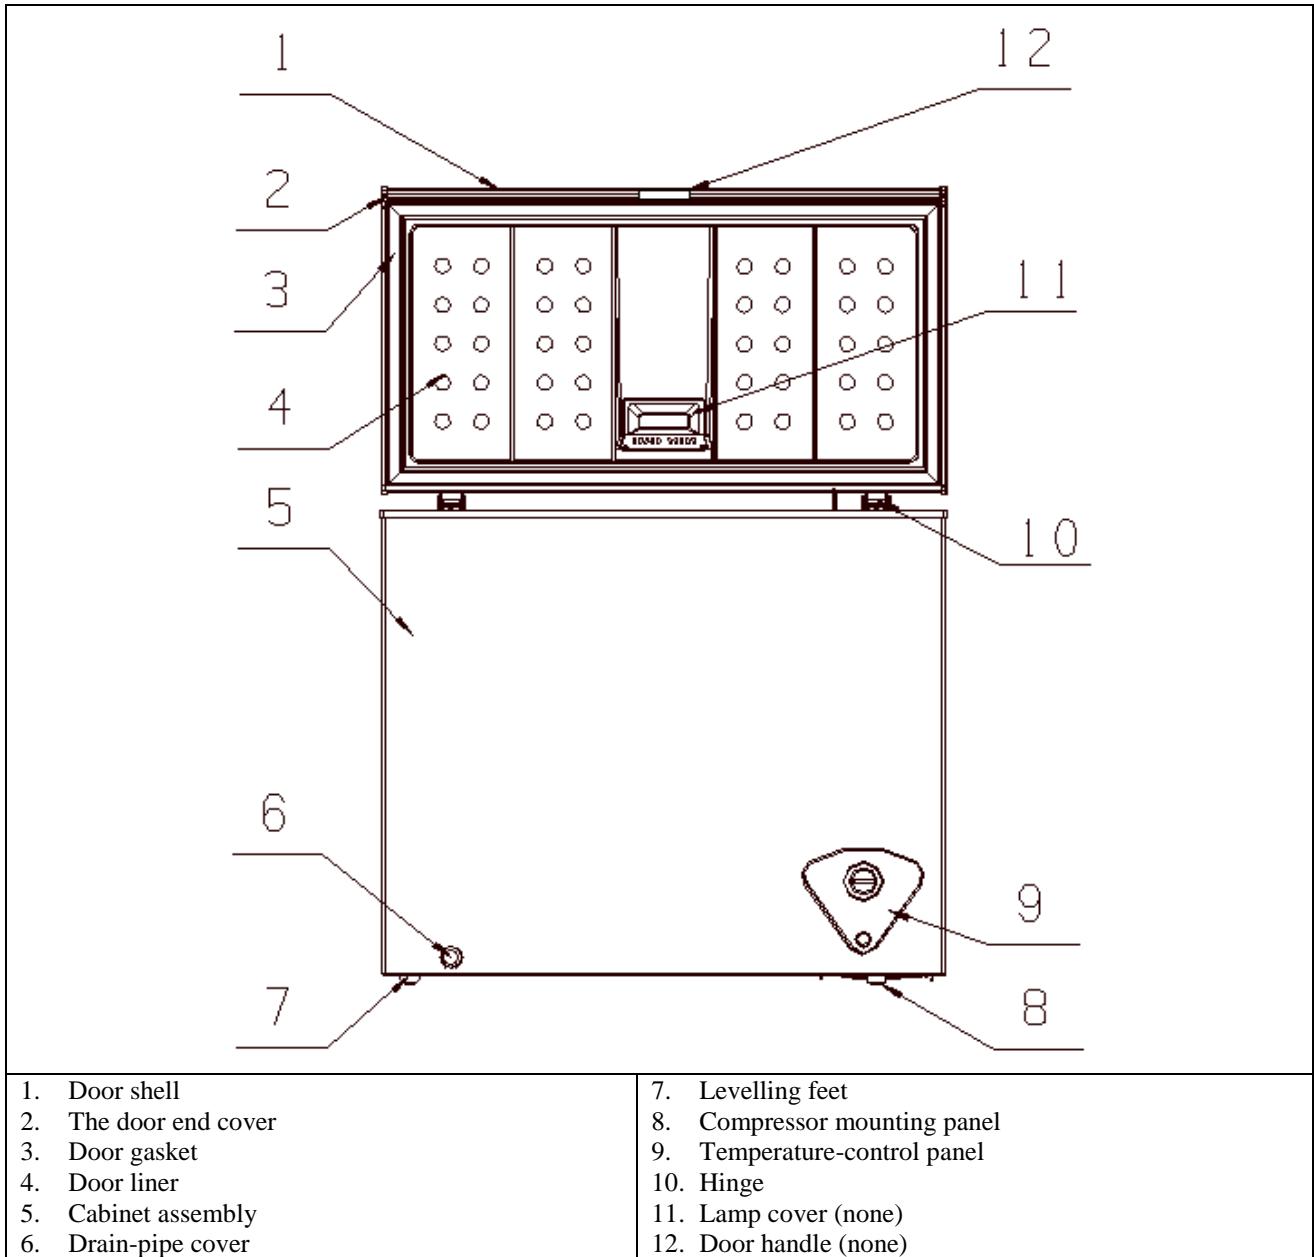 1
12
2
3
11
4
5
10
6
9
7
8
1. Door shell
2. The door end cover
3. Door gasket
4. Door liner
5. Cabinet assembly
6. Drain-pipe cover
7. Levelling feet
8. Compressor mounting panel
9. Temperature-control panel
10. Hinge
11. Lamp cover (none)
12. Door handle (none)